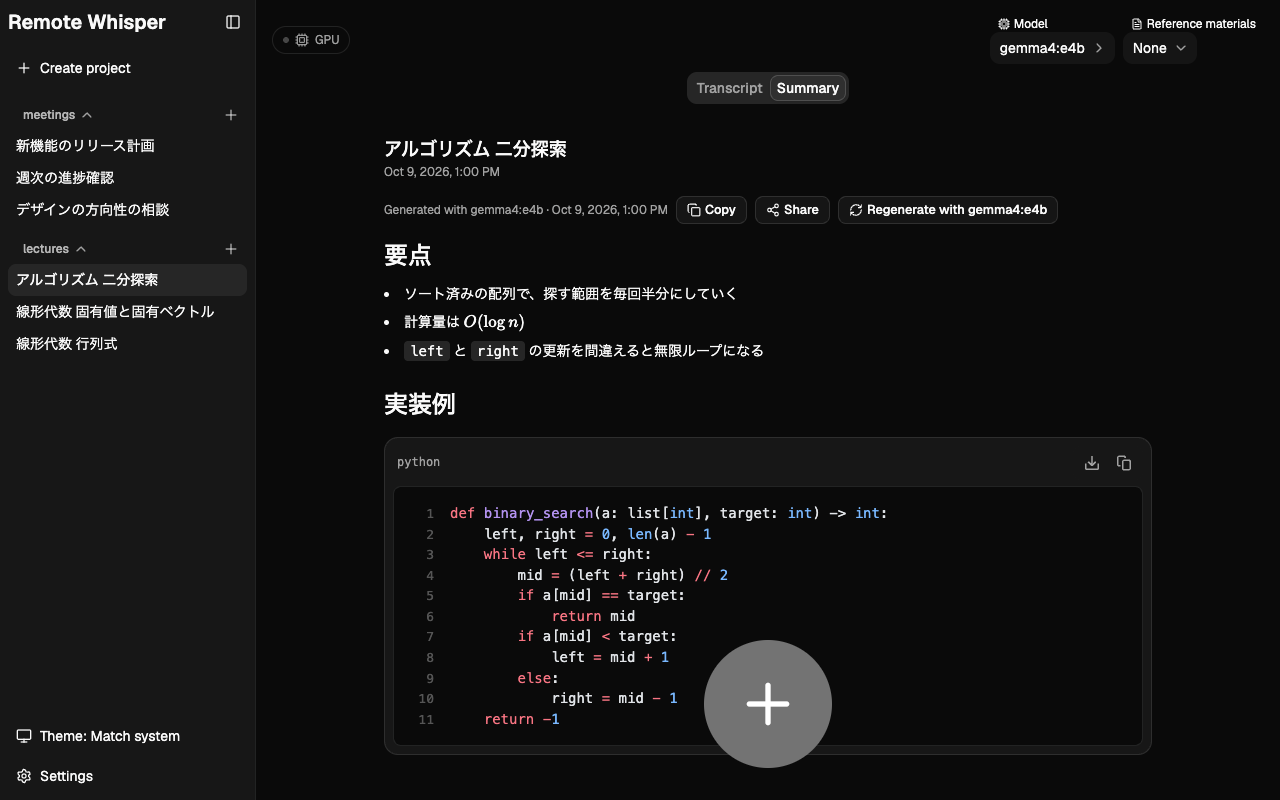 Remote Whisper
Create project
meetings
新機能のリリース計画
週次の進捗確認
デザインの方向性の相談
lectures
アルゴリズム 二分探索
線形代数 固有値と固有ベクトル
線形代数 行列式
Theme: Match system
Settings
GPU
Model
gemma4:e4b
Reference materials
None
Transcript Summary
アルゴリズム 二分探索
Oct 9, 2026, 1:00 PM
Generated with gemma4:e4b · Oct 9, 2026, 1:00 PM Copy Share Regenerate with gemma4:e4b
要点
• ソート済みの配列で、探す範囲を毎回半分にしていく
• 計算量は O(log n)
• left と right の更新を間違えると無限ループになる
実装例
python
1 def binary_search(a: list[int], target: int) -> int:
2     left, right = 0, len(a) - 1
3     while left <= right:
4         mid = (left + right) // 2
5         if a[mid] == target:
6             return mid
7         if a[mid] < target:
8             left = mid + 1
9         else:
10             right = mid - 1
11     return -1